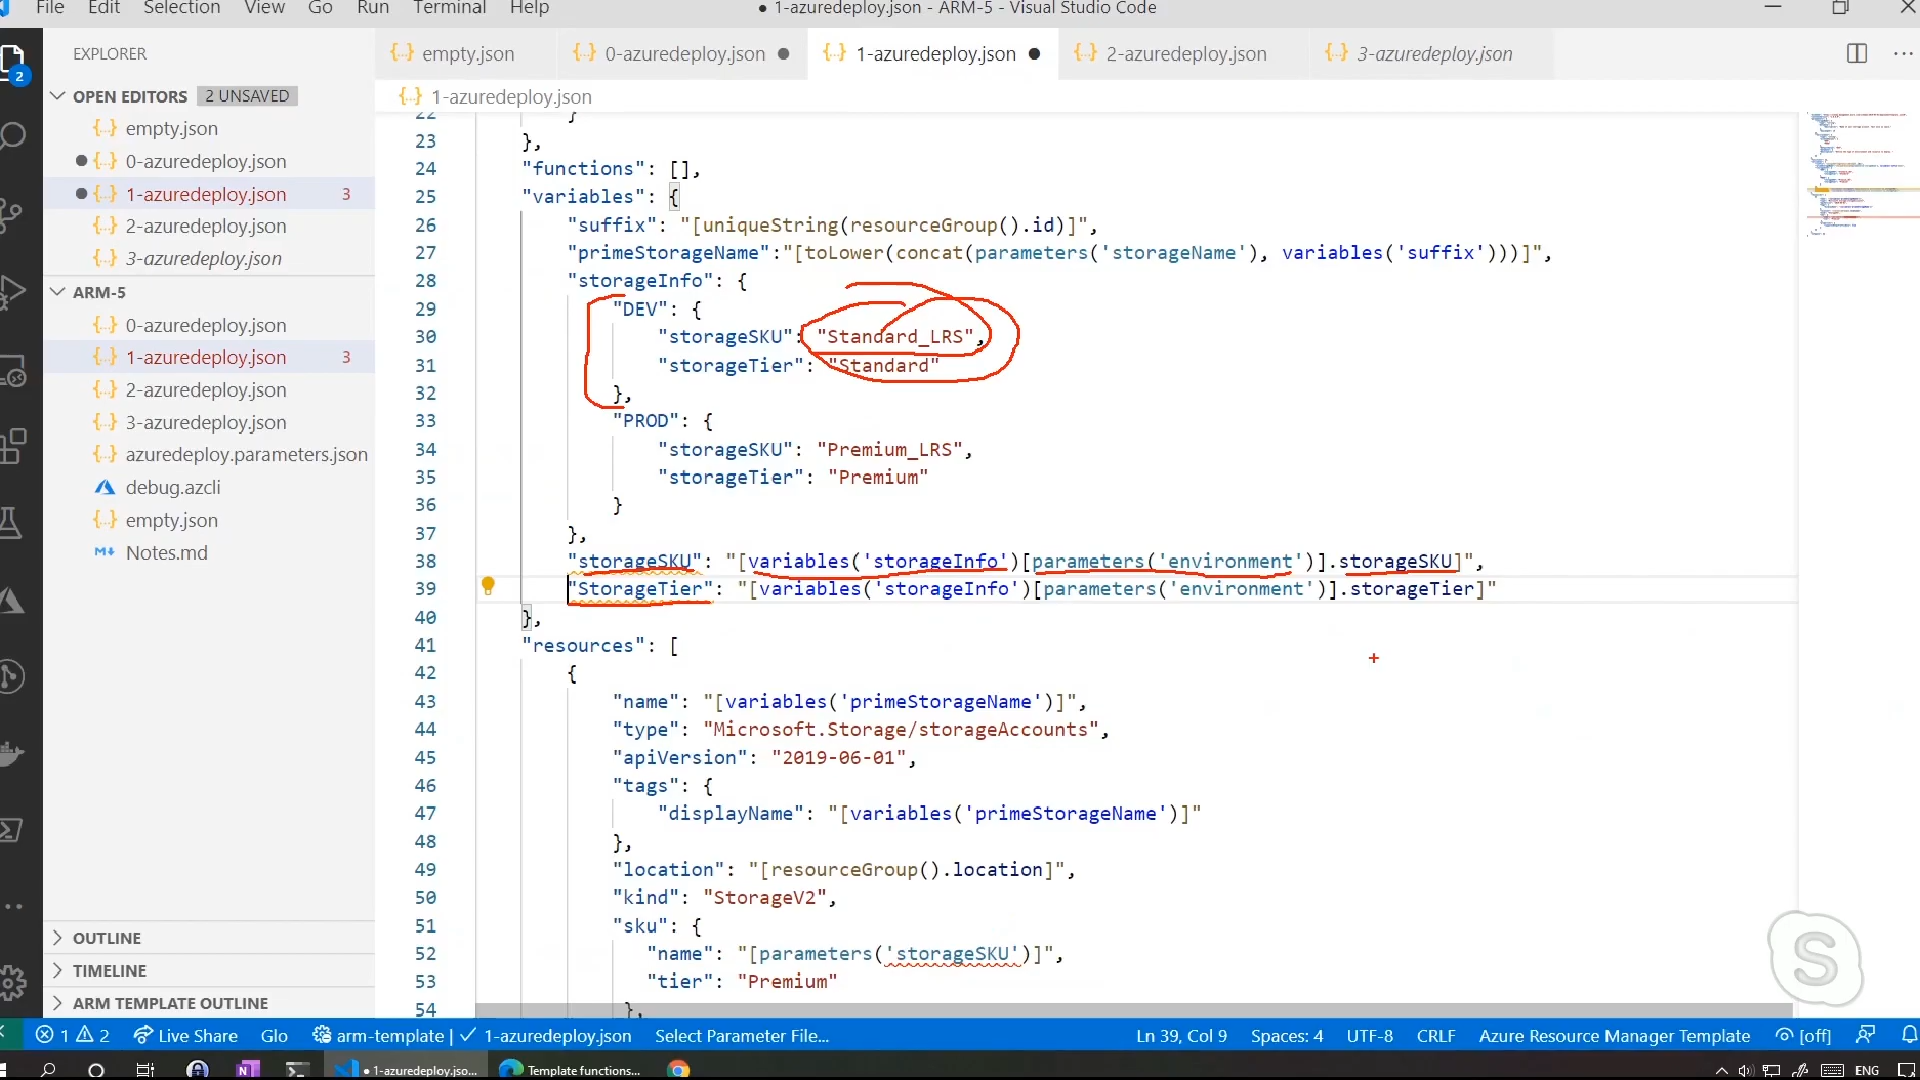 File Edit Selection View Go Run Terminal Help
● 1-azuredeploy.json - ARM-5 - Visual Studio Code
EXPLORER
OPEN EDITORS 2 UNSAVED
empty.json
0-azuredeploy.json
1-azuredeploy.json 3
2-azuredeploy.json
3-azuredeploy.json
ARM-5
0-azuredeploy.json
1-azuredeploy.json 3
2-azuredeploy.json
3-azuredeploy.json
azuredeploy.parameters.json
debug.azcli
empty.json
Notes.md
OUTLINE
TIMELINE
ARM TEMPLATE OUTLINE
2
{..} empty.json {..} 0-azuredeploy.json ● {..} 1-azuredeploy.json ● {..} 2-azuredeploy.json {..} 3-azuredeploy.json
{..} 1-azuredeploy.json
22 }
23 },
24 "functions": [],
25 "variables": {
26 "suffix": "[uniqueString(resourceGroup().id)]",
27 "primeStorageName":"[toLower(concat(parameters('storageName'), variables('suffix')))]",
28 "storageInfo": {
29 "DEV": {
30 "storageSKU": "Standard_LRS",
31 "storageTier": "Standard"
32 },
33 "PROD": {
34 "storageSKU": "Premium_LRS",
35 "storageTier": "Premium"
36 }
37 },
38 "storageSKU": "[variables('storageInfo')[parameters('environment')].storageSKU]",
39 "StorageTier": "[variables('storageInfo')[parameters('environment')].storageTier]"
40 },
41 "resources": [
42 {
43 "name": "[variables('primeStorageName')]",
44 "type": "Microsoft.Storage/storageAccounts",
45 "apiVersion": "2019-06-01",
46 "tags": {
47 "displayName": "[variables('primeStorageName')]"
48 },
49 "location": "[resourceGroup().location]",
50 "kind": "StorageV2",
51 "sku": {
52 "name": "[parameters('storageSKU')]",
53 "tier": "Premium"
54 },
1 2 Live Share Glo arm-template | ✓ 1-azuredeploy.json Select Parameter File... Ln 39, Col 9 Spaces: 4 UTF-8 CRLF Azure Resource Manager Template [off]
● 1-azuredeploy.jso... Template functions... ENG